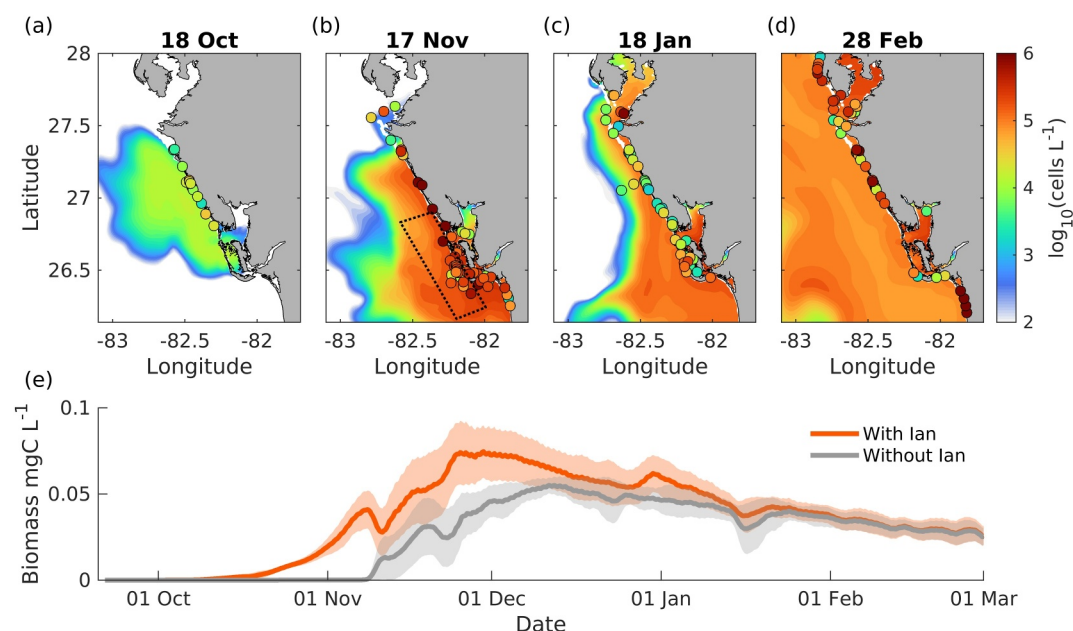 (a) (b) (c) (d)
18 Oct 17 Nov 18 Jan 28 Feb
28
27.5
27
26.5
Latitude
-83 -82.5 -82 -83 -82.5 -82 -83 -82.5 -82 -83 -82.5 -82
Longitude Longitude Longitude Longitude
6
5
4
3
2
log10(cells L-1)
(e)
0.1
0.05
0
Biomass mgC L-1
With Ian
Without Ian
01 Oct 01 Nov 01 Dec 01 Jan 01 Feb 01 Mar
Date